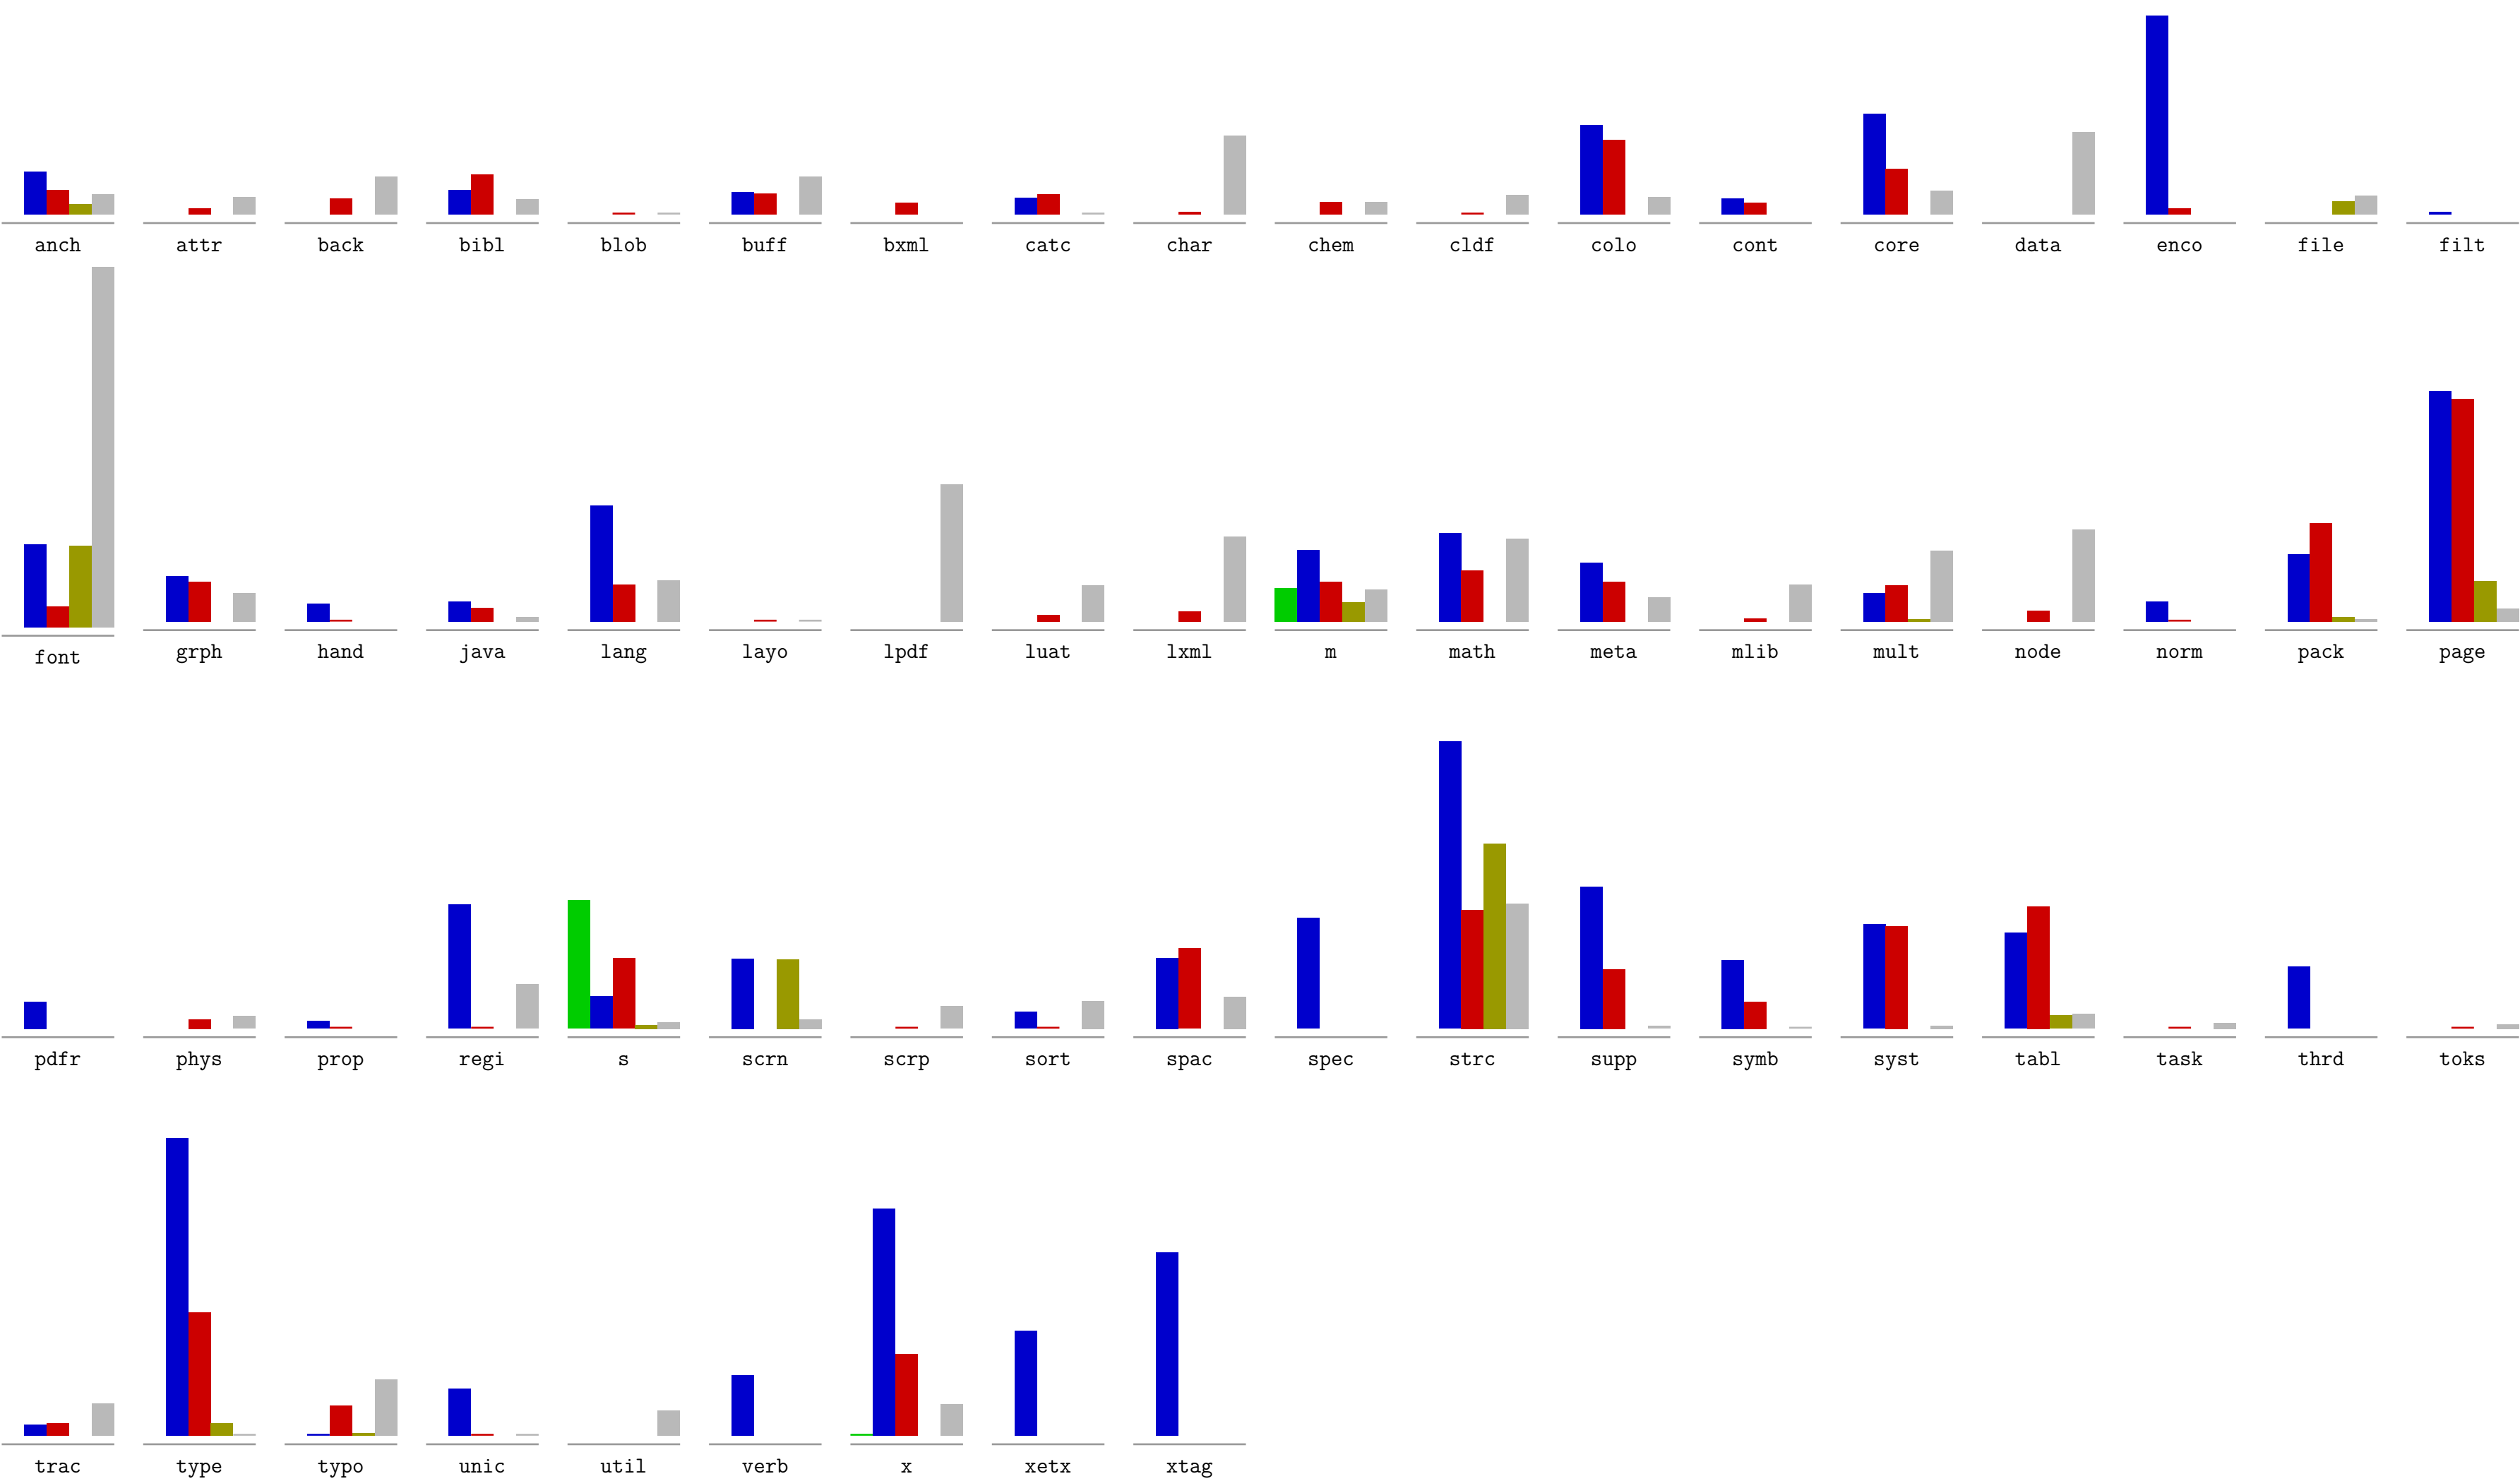 anch attr back bibl blob buff bxml catc char chem cldf colo cont core data enco file filt
font grph hand java lang layo lpdf luat lxml m math meta mlib mult node norm pack page
pdfr phys prop regi s scrn scrp sort spac spec strc supp symb syst tabl task thrd toks
trac type typo unic util verb x xetx xtag